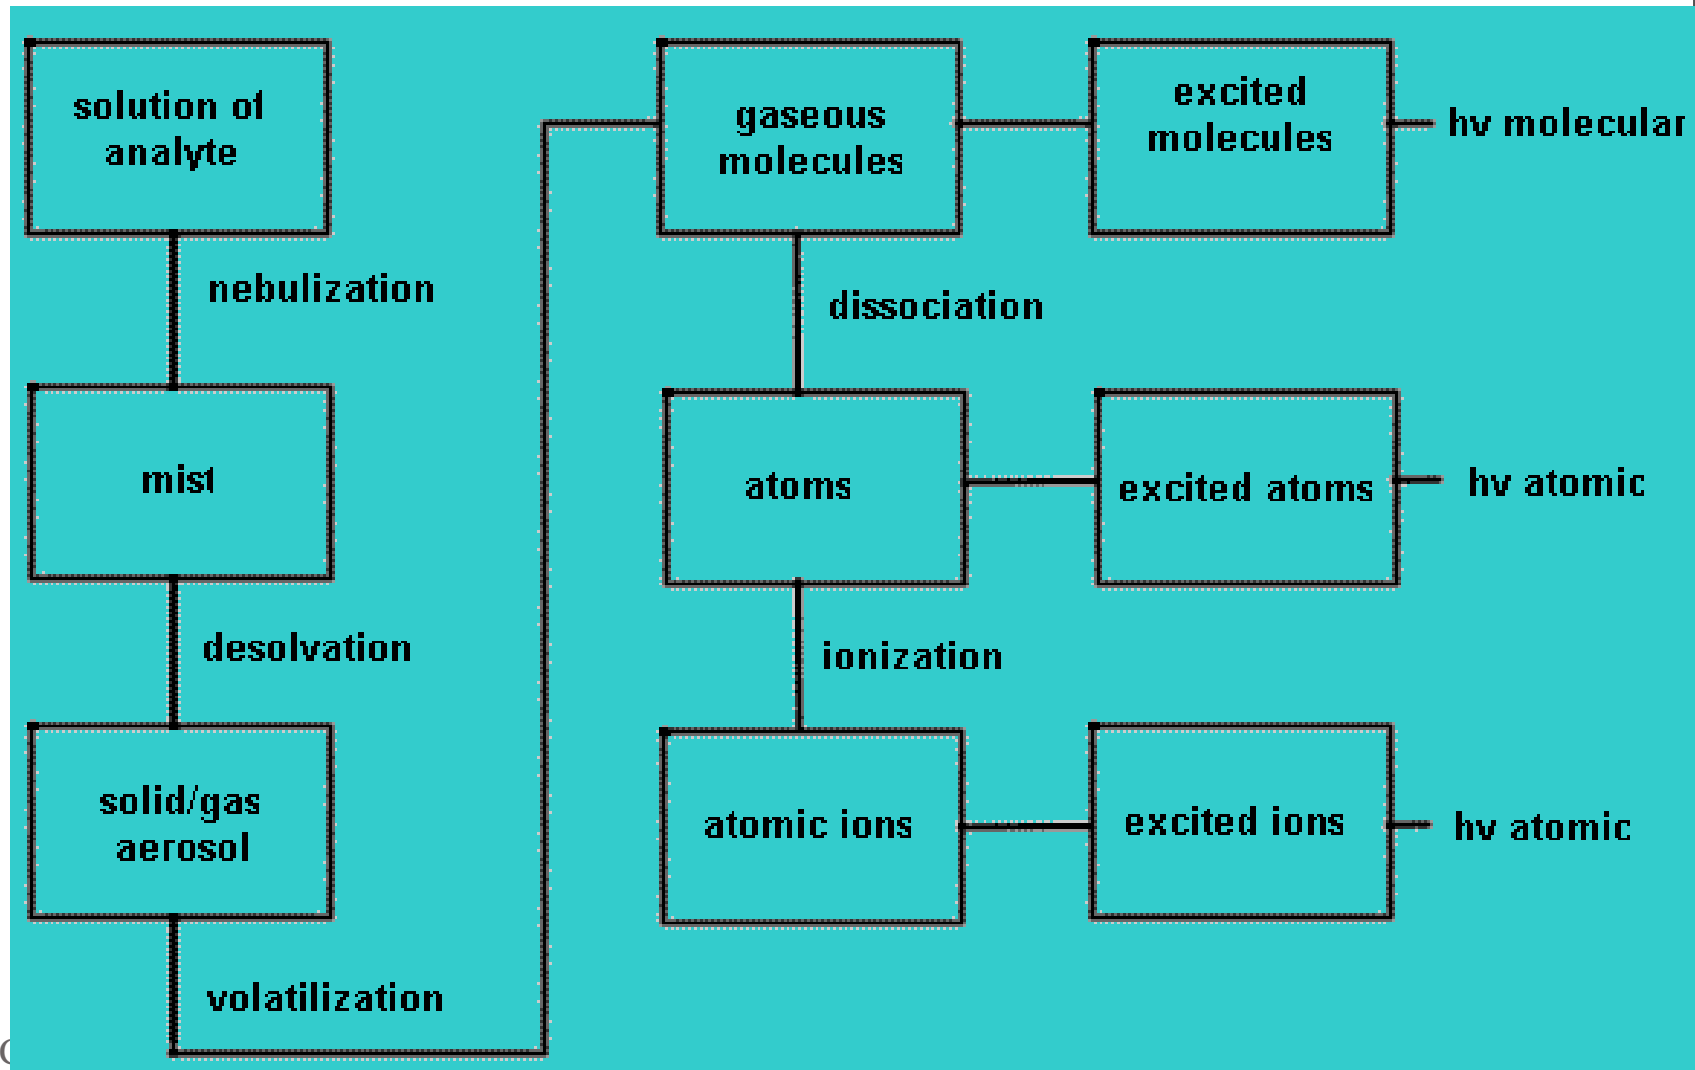 solution of
analyte
nebulization
mist
desolvation
solid/gas
aerosol
volatilization
gaseous
molecules
dissociation
atoms
ionization
atomic ions
excited
molecules
hv molecular
excited atoms
hv atomic
excited ions
hv atomic